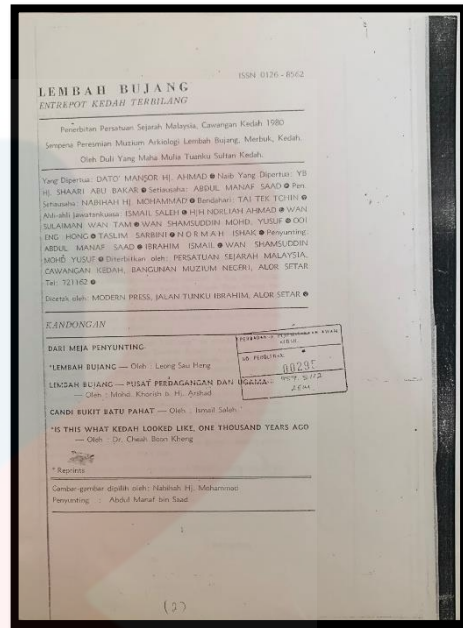 ISSN 0126 - 8562
LEMBAH BUJANG
ENTREPOT KEDAH TERBILANG
Penerbitan Persatuan Sejarah Malaysia, Cawangan Kedah 1980
Sempena Peresmian Muzium Arkiologi Lembah Bujang, Merbuk, Kedah.
Oleh Duli Yang Maha Mulia Tuanku Sultan Kedah.
Yang Dipertua: DATO' MANSOR HJ. AHMAD Naib Yang Dipertua: YB
HJ. SHAARI ABU BAKAR Setiausaha: ABDUL MANAF SAAD Pen.
Setiausaha: NABIHAH HJ. MOHAMMAD Bendahari: TAI TEK TCHIN
Ahli-ahli Jawatankuasa: ISMAIL SALEH HJH NORLIAH AHMAD WAN
SULAIMAN WAN TAM WAN SHAMSUDDIN MOHD. YUSUF OOI
ENG HONG TASLIM SARBINI NORMAH ISHAK Penyunting:
ABDUL MANAF SAAD IBRAHIM ISMAIL WAN SHAMSUDDIN
MOHD YUSUF Diterbitkan oleh: PERSATUAN SEJARAH MALAYSIA,
CAWANGAN KEDAH, BANGUNAN MUZIUM NEGERI, ALOR SETAR
Tel: 721162
Dicetak oleh: MODERN PRESS, JALAN TUNKU IBRAHIM, ALOR SETAR
KANDONGAN
DARI MEJA PENYUNTING
*LEMBAH BUJANG — Oleh : Leong Sau Heng
LIMBAH BUJANG — PUSAT PERDAGANGAN DAN UGAMA
— Oleh : Mohd. Khorish b. Hj. Arshad
CANDI BUKIT BATU PAHAT — Oleh : Ismail Saleh
*IS THIS WHAT KEDAH LOOKED LIKE, ONE THOUSAND YEARS AGO
— Oleh : Dr. Cheah Boon Kheng
* Reprints
Gambar-gambar dipilih oleh: Nabihah Hj. Mohammad
Penyunting : Abdul Manaf bin Saad
NO. PEROLEHAN:
00295
1
(2)